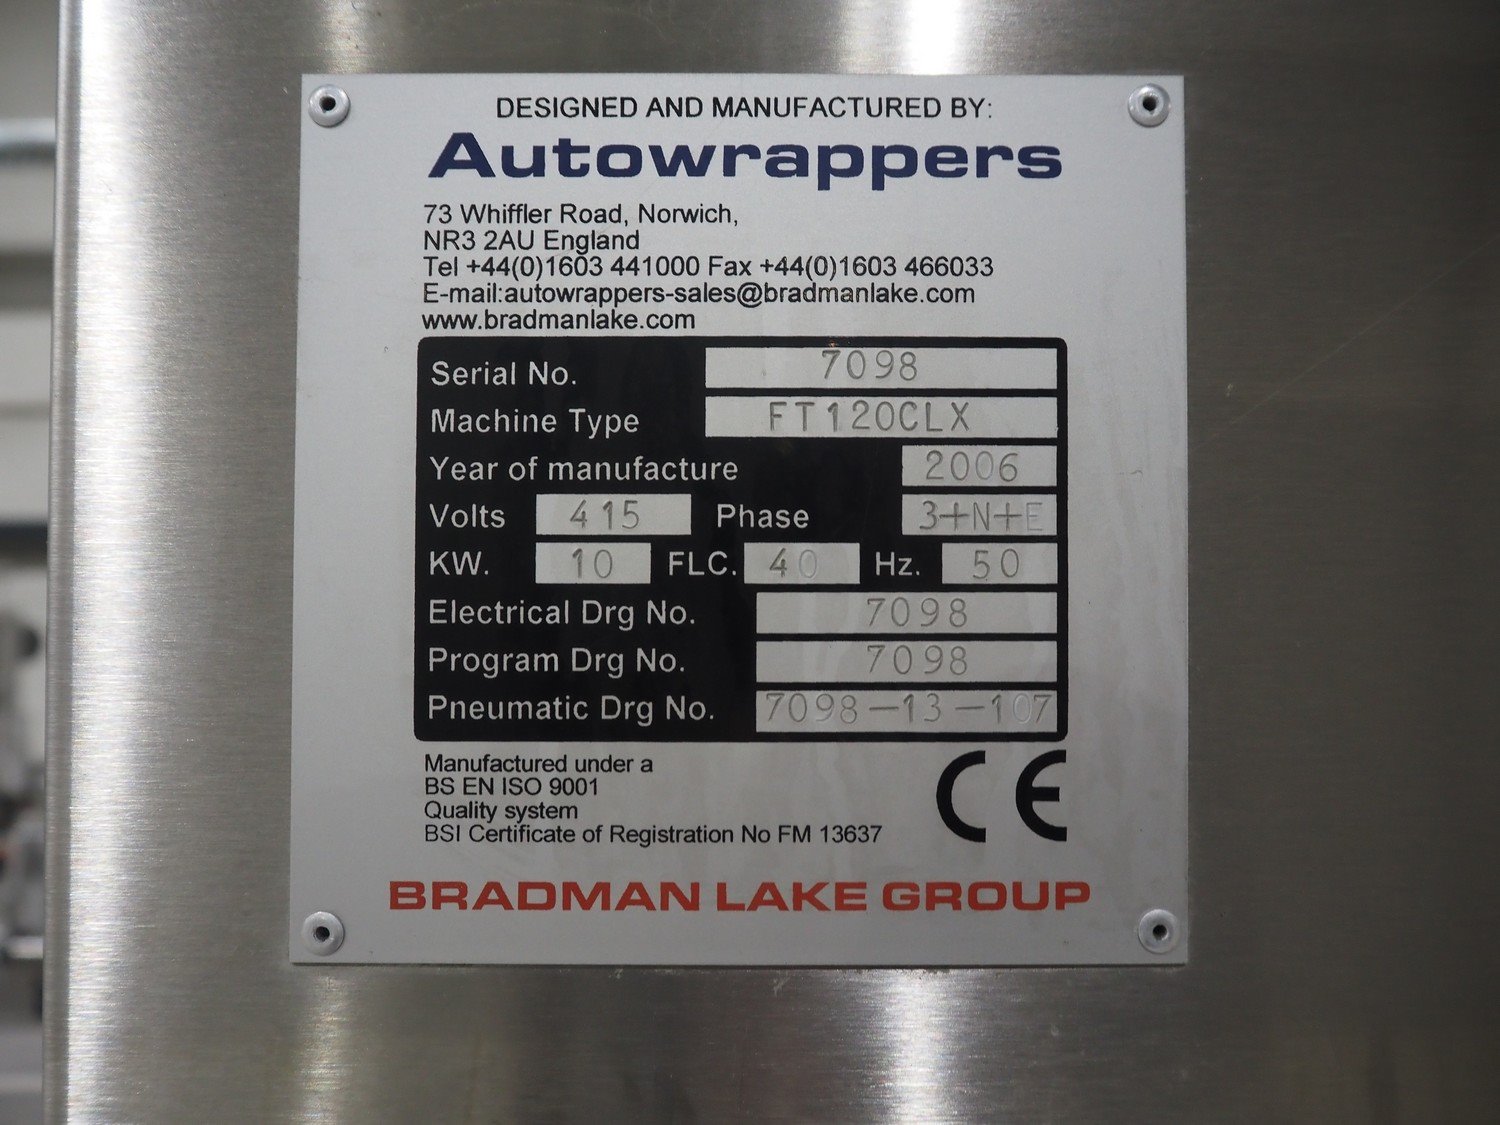 DESIGNED AND MANUFACTURED BY:
Autowrappers
73 Whiffler Road, Norwich,
NR3 2AU England
Tel +44(0)1603 441000 Fax +44(0)1603 466033
E-mail:autowrappers-sales@bradmanlake.com
www.bradmanlake.com
Serial No. 7098
Machine Type FT120CLX
Year of manufacture 2006
Volts 415 Phase 3+N+E
KW. 10 FLC. 40 Hz. 50
Electrical Drg No. 7098
Program Drg No. 7098
Pneumatic Drg No. 7098-13-107
Manufactured under a
BS EN ISO 9001
Quality system
BSI Certificate of Registration No FM 13637
CE
BRADMAN LAKE GROUP